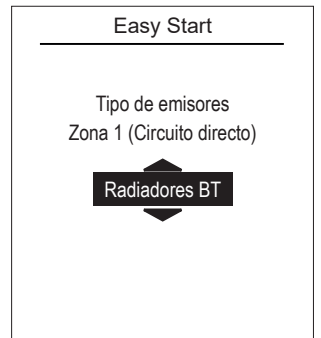 Easy Start
Tipo de emisores
Zona 1 (Circuito directo)
Radiadores BT